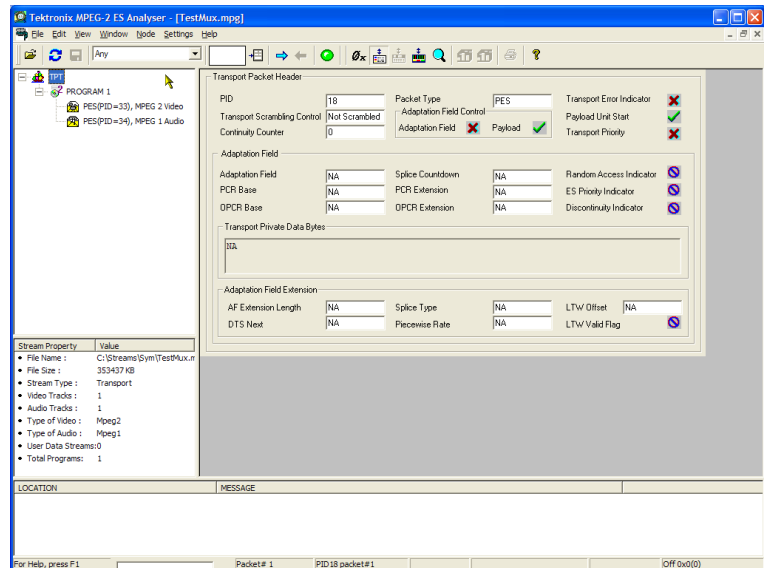 Tektronix MPEG-2 ES Analyser - [TestMux.mpg]
File Edit View Window Node Settings Help
Any
0x
TPT
PROGRAM 1
PES(PID=33), MPEG 2 Video
PES(PID=34), MPEG 1 Audio
Transport Packet Header
PID 18 Packet Type PES Transport Error Indicator
Transport Scrambling Control Not Scrambled Adaptation Field Control Payload Unit Start
Continuity Counter 0 Adaptation Field Payload Transport Priority
Adaptation Field
Adaptation Field NA Splice Countdown NA Random Access Indicator
PCR Base NA PCR Extension NA ES Priority Indicator
OPCR Base NA OPCR Extension NA Discontinuity Indicator
Transport Private Data Bytes
NA
Adaptation Field Extension
AF Extension Length NA Splice Type NA LTW Offset NA
DTS Next NA Piecewise Rate NA LTW Valid Flag
Stream Property Value
File Name : C:\Streams\Sym\TestMux.m
File Size : 353437 KB
Stream Type : Transport
Video Tracks : 1
Audio Tracks : 1
Type of Video : Mpeg2
Type of Audio : Mpeg1
User Data Streams:0
Total Programs: 1
LOCATION MESSAGE
For Help, press F1 Packet# 1 PID18 packet#1 Off 0x0(0)